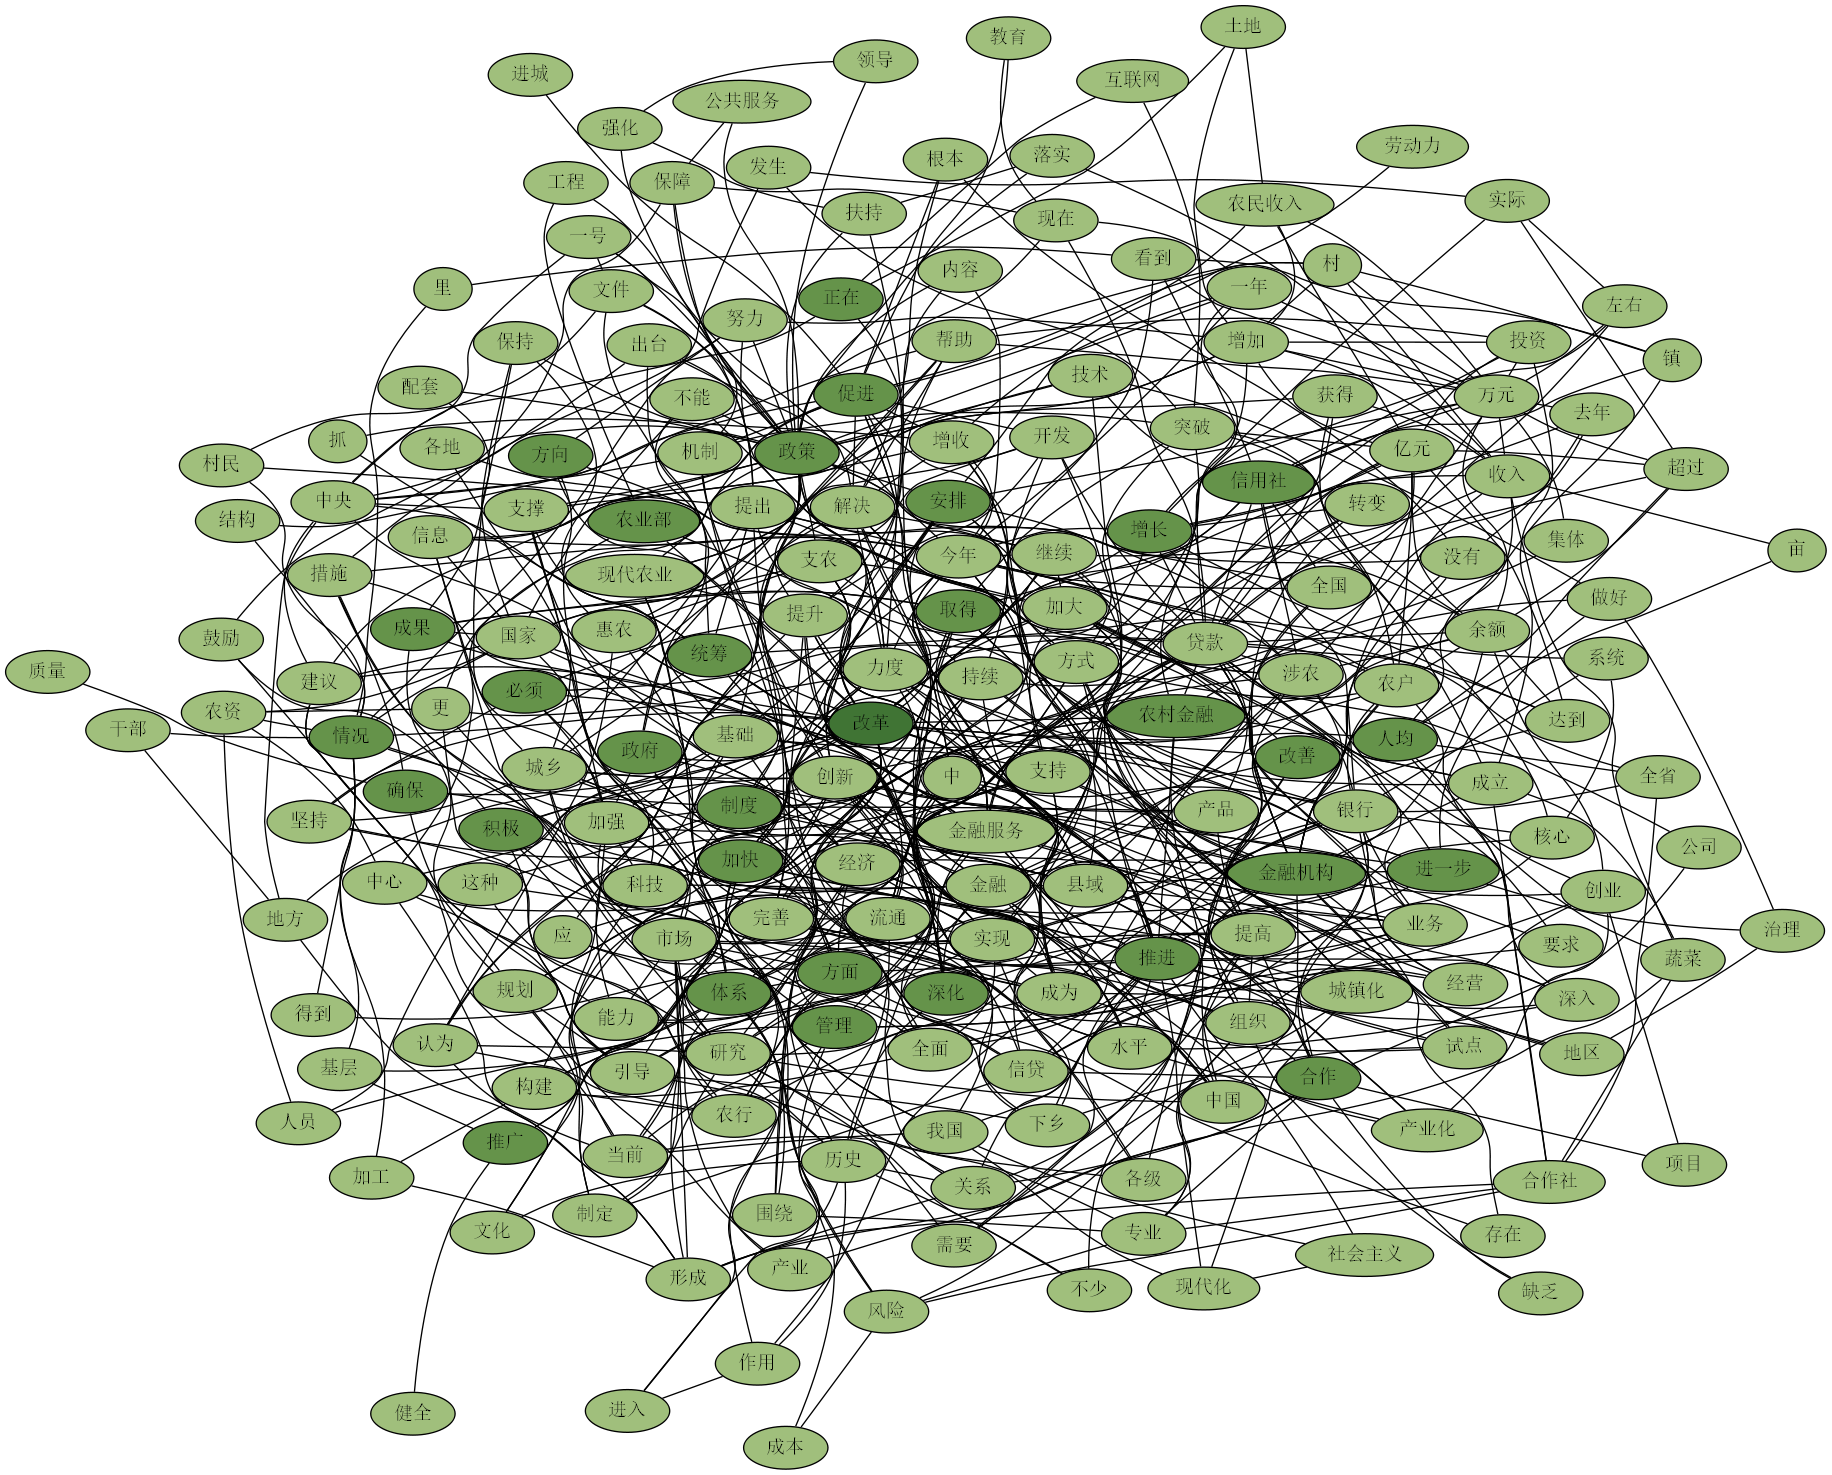 土地
教育
领导
进城
互联网
公共服务
强化
劳动力
落实
根本
发生
工程
保障
实际
农民收入
扶持
现在
一号
看到
村
内容
里
文件
一年
正在
左右
努力
保持
出台
帮助
增加
投资
镇
技术
配套
促进
不能
获得
万元
去年
抓
增收
开发
突破
各地
方向
机制
政策
亿元
村民
超过
收入
信用社
中央
安排
支撑
提出
解决
转变
结构
农业部
增长
信息
集体
亩
今年
继续
没有
支农
措施
现代农业
全国
做好
加大
取得
提升
成果
国家
惠农
余额
鼓励
贷款
统筹
系统
方式
力度
质量
涉农
持续
建议
农户
必须
更
农资
农村金融
达到
改革
干部
情况
基础
人均
政府
改善
城乡
支持
创新
中
全省
成立
确保
制度
产品
银行
坚持
积极
加强
金融服务
核心
公司
加快
经济
进一步
金融机构
中心
这种
科技
金融
县域
创业
地方
完善
流通
业务
治理
应
市场
实现
提高
要求
推进
蔬菜
方面
经营
规划
体系
深化
成为
城镇化
深入
得到
能力
管理
组织
认为
研究
全面
水平
试点
地区
基层
引导
信贷
合作
构建
中国
农行
人员
下乡
我国
产业化
推广
当前
历史
项目
加工
各级
合作社
关系
制定
围绕
文化
专业
存在
需要
社会主义
产业
形成
现代化
不少
缺乏
风险
作用
进入
健全
成本